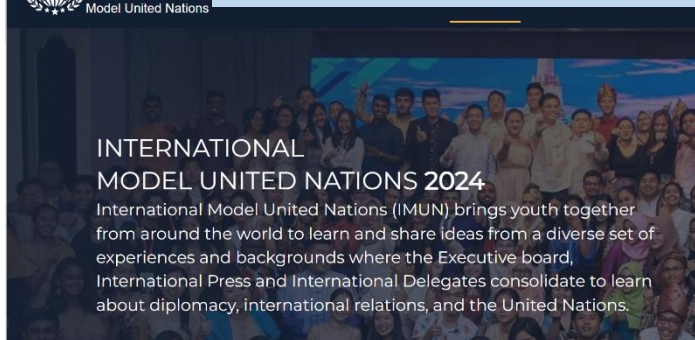 Model United Nations
INTERNATIONAL
MODEL UNITED NATIONS 2024
International Model United Nations (IMUN) brings youth together
from around the world to learn and share ideas from a diverse set of
experiences and backgrounds where the Executive board,
International Press and International Delegates consolidate to learn
about diplomacy, international relations, and the United Nations.